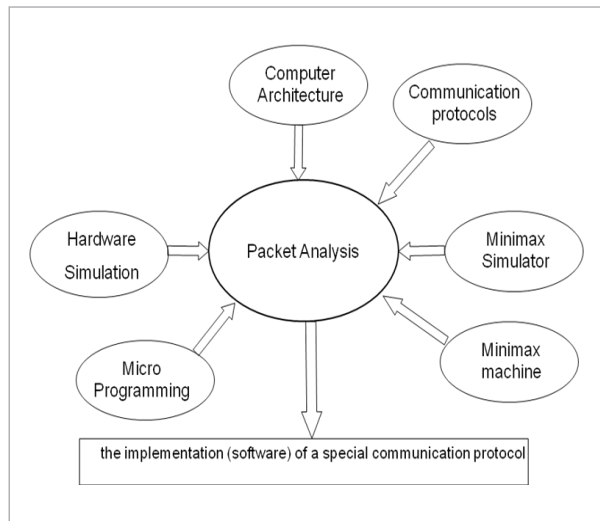 Computer
Architecture
Communication
protocols
Hardware
Simulation
Packet Analysis
Minimax
Simulator
Micro
Programming
Minimax
machine
the implementation (software) of a special communication protocol